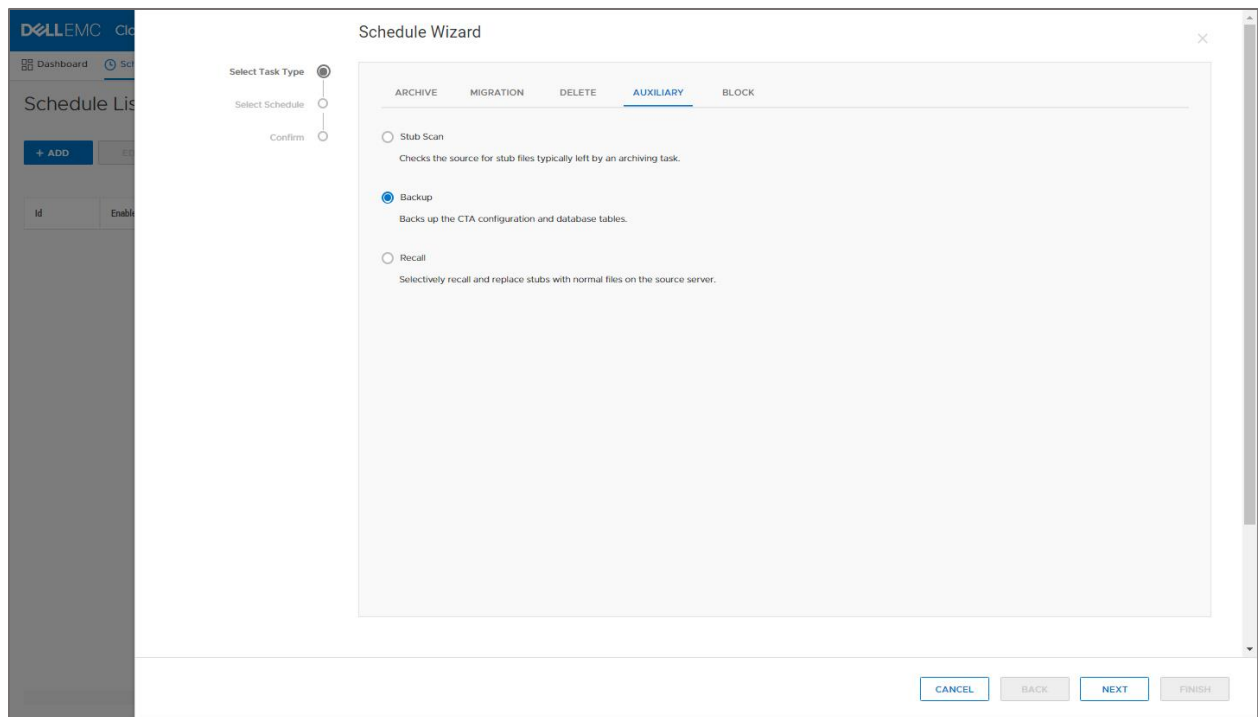 DELLEMC Clo
Schedule Wizard
Dashboard Sch
Select Task Type
Select Schedule
Confirm
Schedule Lis
+ ADD
Id Enable
ARCHIVE MIGRATION DELETE AUXILIARY BLOCK
Stub Scan
Checks the source for stub files typically left by an archiving task.
Backup
Backs up the CTA configuration and database tables.
Recall
Selectively recall and replace stubs with normal files on the source server.
CANCEL BACK NEXT FINISH